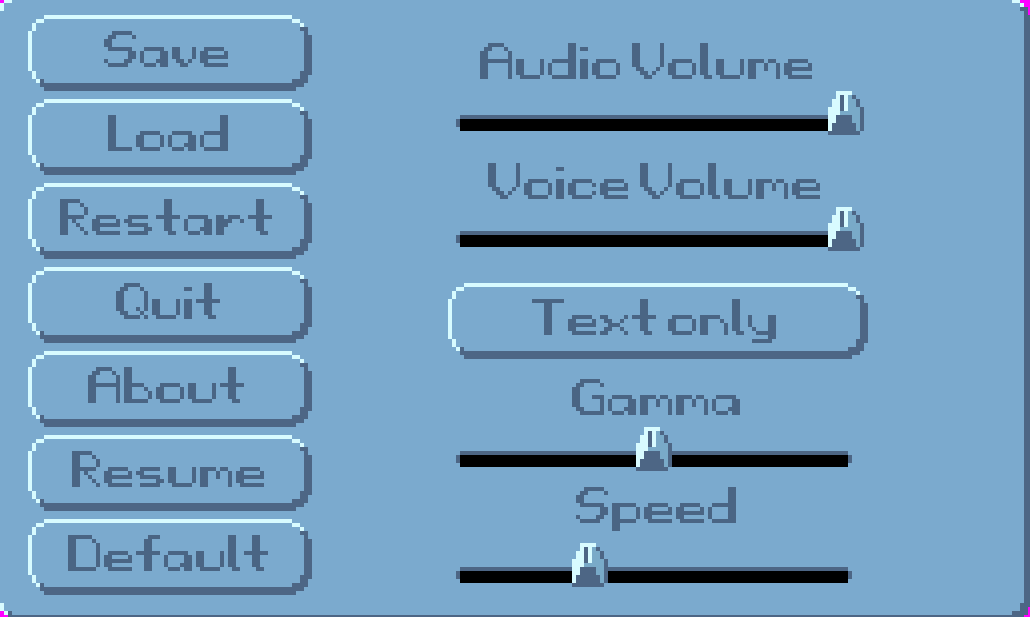 Save
Load
Restart
Quit
About
Resume
Default
Audio Volume
Voice Volume
Text only
Gamma
Speed